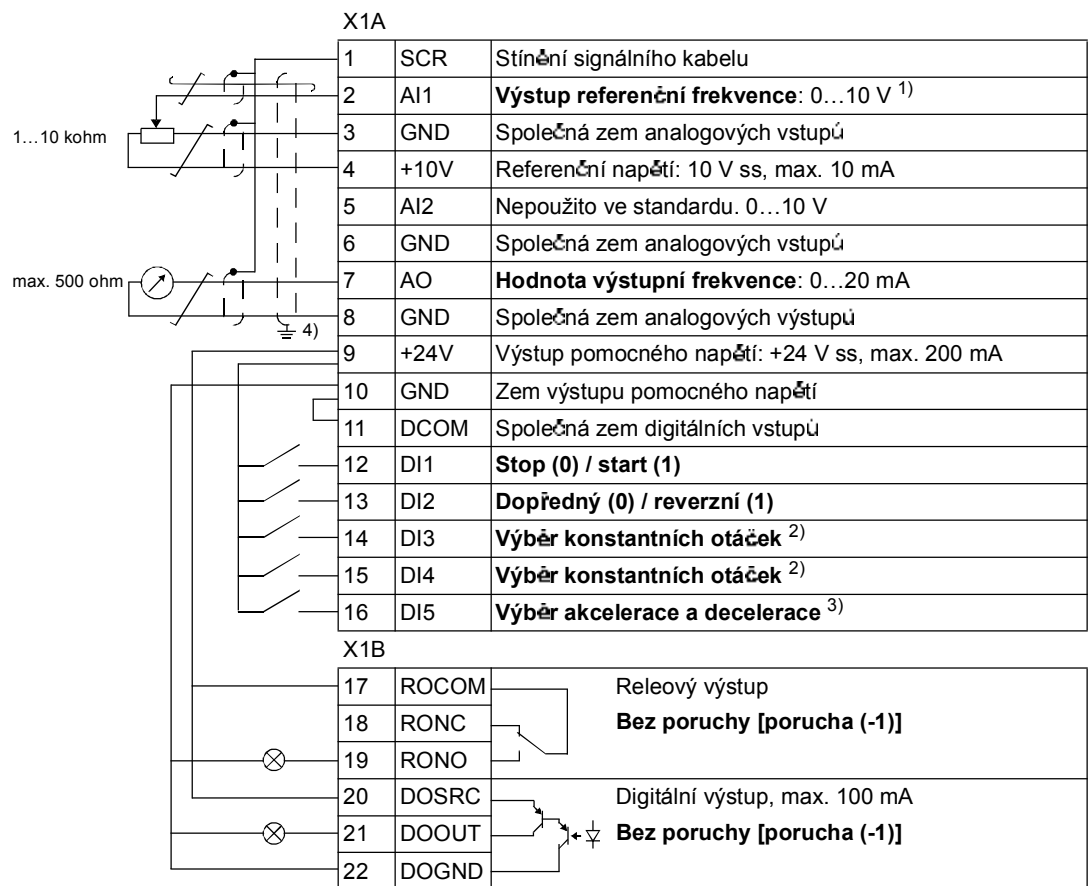 X1A
1 SCR Stínění signálního kabelu
2 AI1 Výstup referenční frekvence: 0…10 V 1)
1…10 kohm
3 GND Společná zem analogových vstupů
4 +10V Referenční napětí: 10 V ss, max. 10 mA
5 AI2 Nepoužito ve standardu. 0…10 V
6 GND Společná zem analogových vstupů
max. 500 ohm
7 AO Hodnota výstupní frekvence: 0…20 mA
8 GND Společná zem analogových výstupů
4)
9 +24V Výstup pomocného napětí: +24 V ss, max. 200 mA
10 GND Zem výstupu pomocného napětí
11 DCOM Společná zem digitálních vstupů
12 DI1 Stop (0) / start (1)
13 DI2 Dopředný (0) / reverzní (1)
14 DI3 Výběr konstantních otáček 2)
15 DI4 Výběr konstantních otáček 2)
16 DI5 Výběr akcelerace a decelerace 3)
X1B
17 ROCOM Releový výstup
18 RONC Bez poruchy [porucha (-1)]
19 RONO
20 DOSRC Digitální výstup, max. 100 mA
21 DOOUT Bez poruchy [porucha (-1)]
22 DOGND